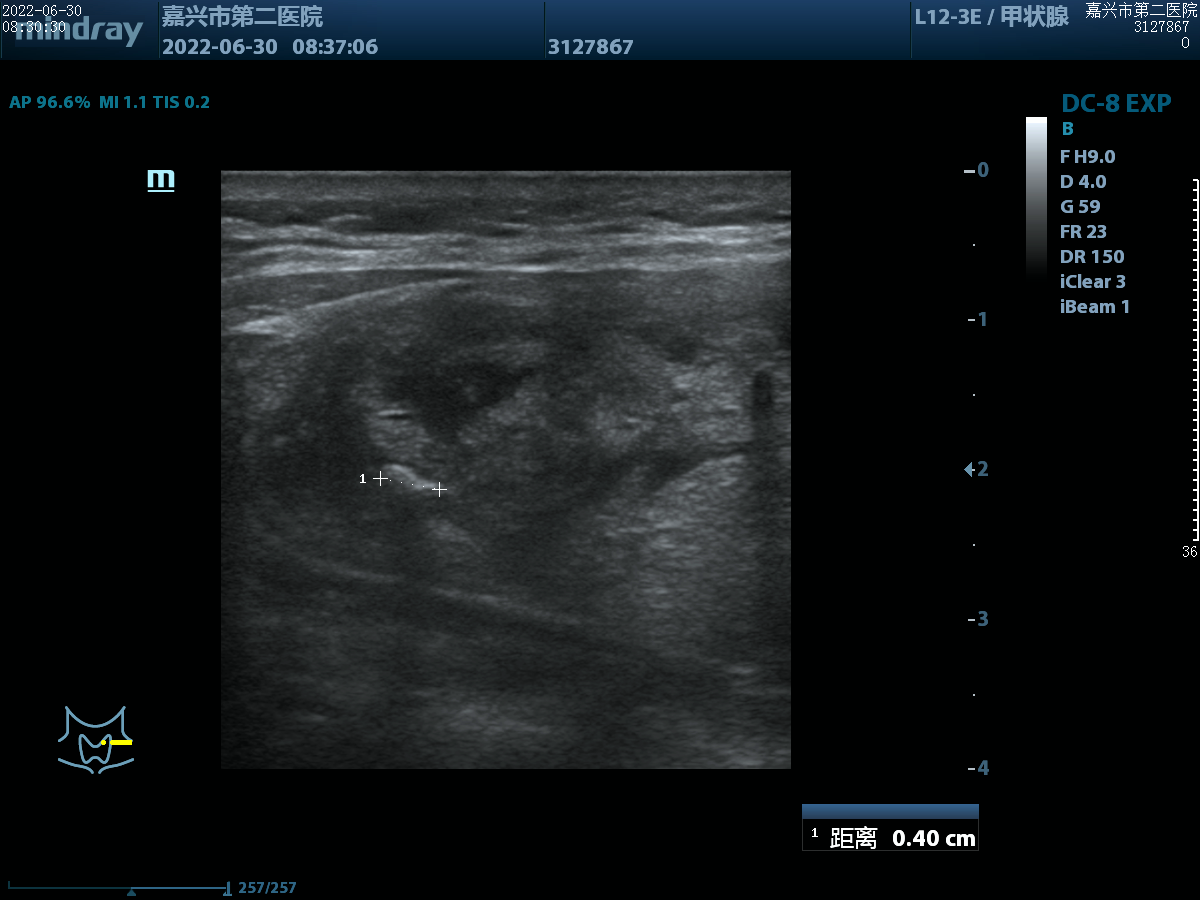 2022-06-30
08:30:30
mindray
嘉兴市第二医院
2022-06-30 08:37:06
3127867
L12-3E / 甲状腺
嘉兴市第二医院
3127867
0
AP 96.6% MI 1.1 TIS 0.2
DC-8 EXP
B
F H9.0
D 4.0
G 59
FR 23
DR 150
iClear 3
iBeam 1
m
0
1
2
3
4
36
1
1 距离 0.40 cm
257/257